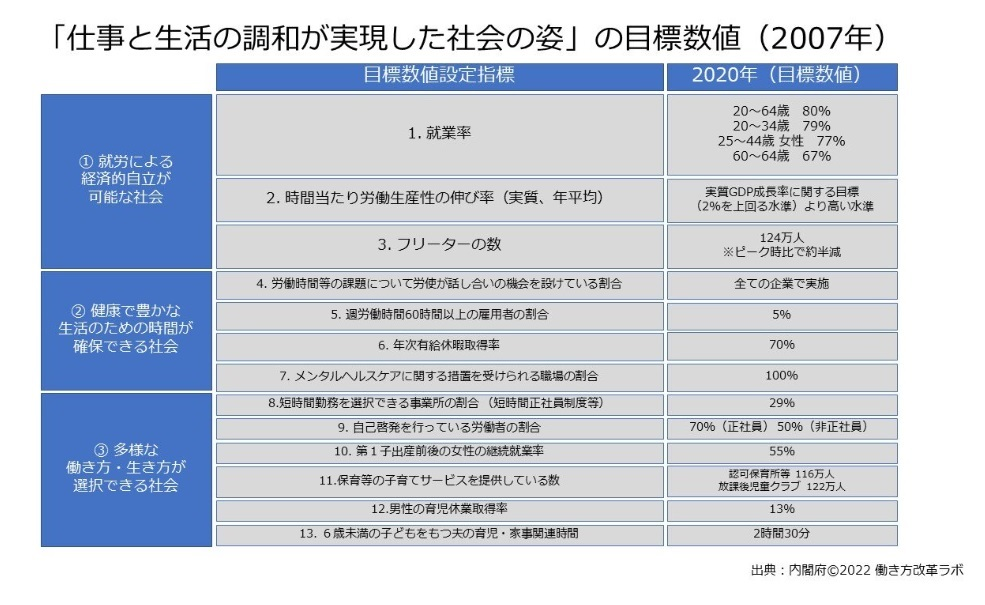 「仕事と生活の調和が実現した社会の姿」の目標数値（2007年）
目標数値設定指標
2020年（目標数値）
① 就労による
経済的自立が
可能な社会
1. 就業率
20～64歳　80%
20～34歳　79%
25～44歳 女性　77%
60～64歳　67%
2. 時間当たり労働生産性の伸び率（実質、年平均）
実質GDP成長率に関する目標
（2%を上回る水準）より高い水準
3. フリーターの数
124万人
※ピーク時比で約半減
② 健康で豊かな
生活のための時間が
確保できる社会
4. 労働時間等の課題について労使が話し合いの機会を設けている割合
全ての企業で実施
5. 週労働時間60時間以上の雇用者の割合
5%
6. 年次有給休暇取得率
70%
7. メンタルヘルスケアに関する措置を受けられる職場の割合
100%
③ 多様な
働き方・生き方が
選択できる社会
8.短時間勤務を選択できる事業所の割合 （短時間正社員制度等）
29%
9. 自己啓発を行っている労働者の割合
70%（正社員） 50%（非正社員）
10. 第１子出産前後の女性の継続就業率
55%
11.保育等の子育てサービスを提供している数
認可保育所等 116万人
放課後児童クラブ 122万人
12.男性の育児休業取得率
13%
13. ６歳未満の子どもをもつ夫の育児・家事関連時間
2時間30分
出典：内閣府©2022 働き方改革ラボ